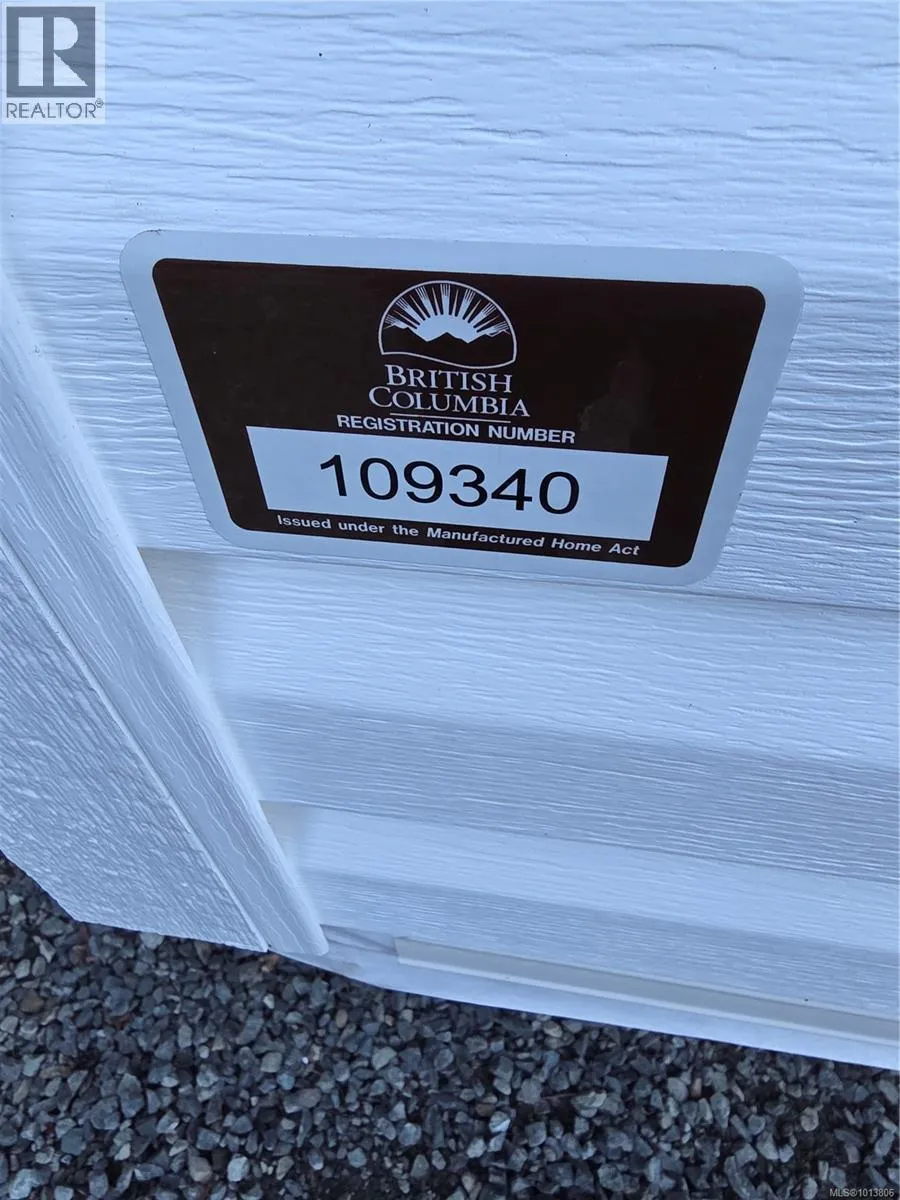 R
REALTOR®
BRITISH
COLUMBIA
REGISTRATION NUMBER
109340
Issued under the Manufactured Home Act
MLS®1013806